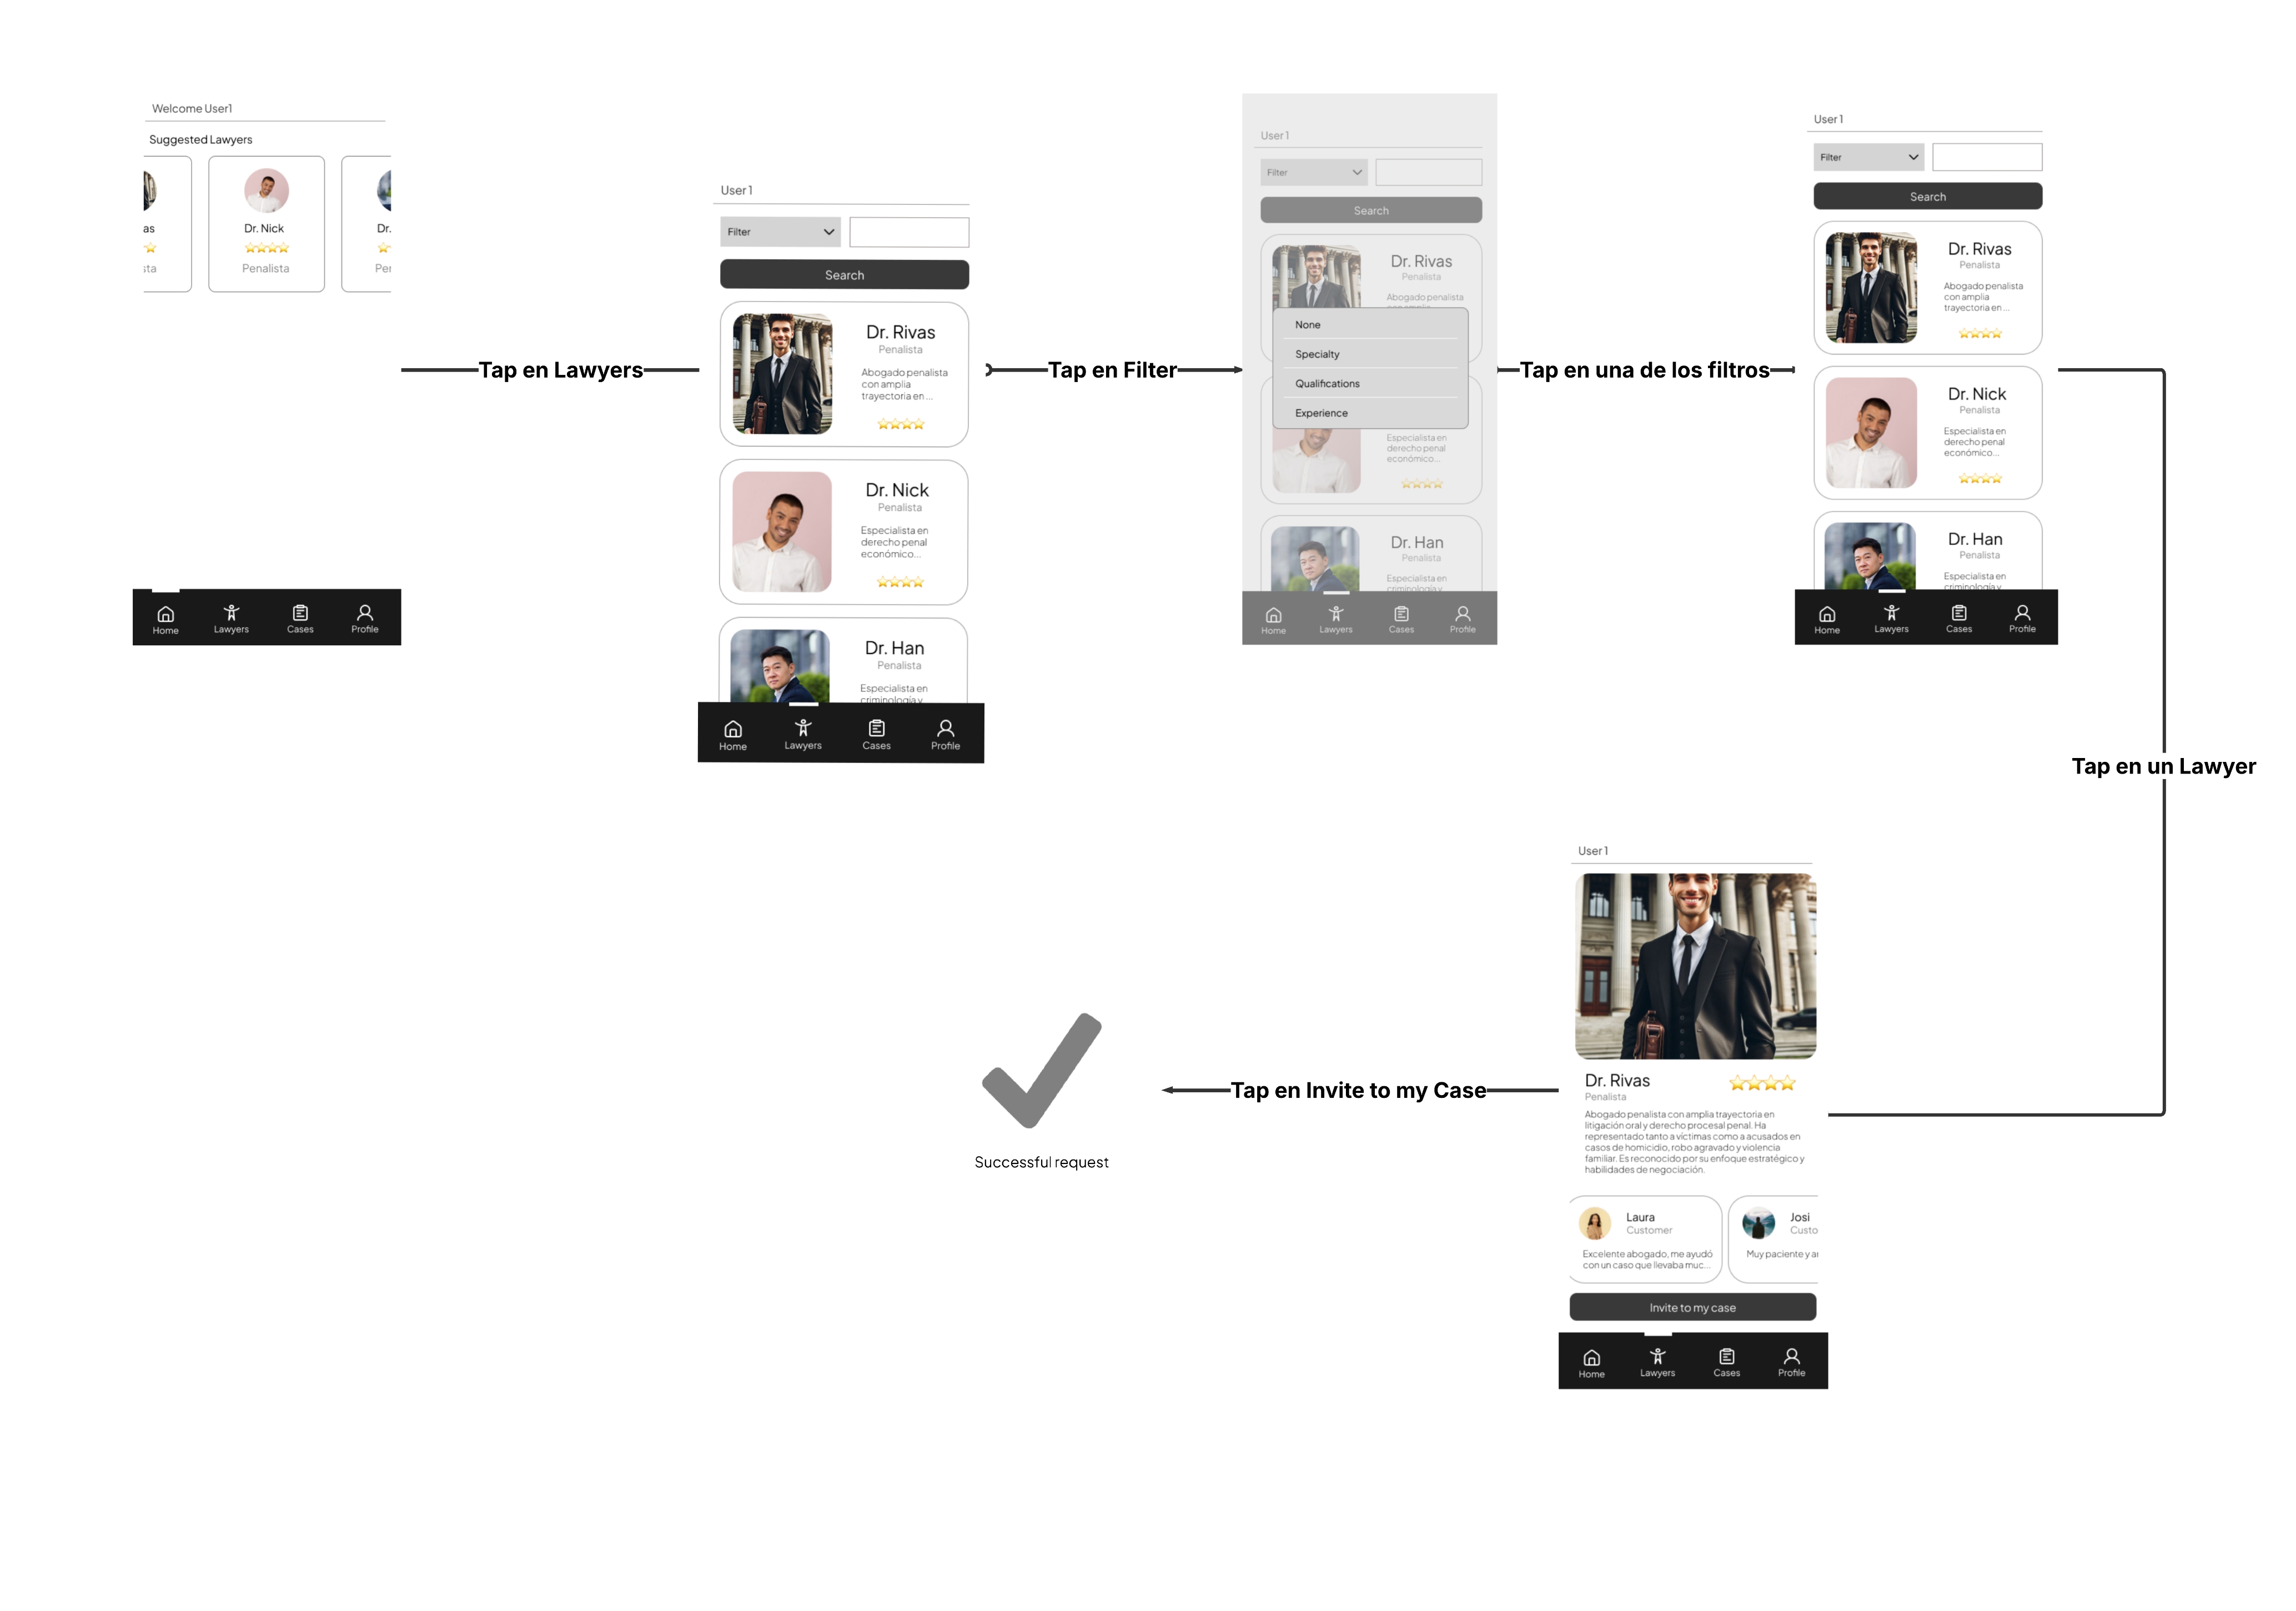 Welcome User1
Suggested Lawyers
as
sta
Dr. Nick
Penalista
Dr.
Pei
Home
Lawyers
Cases
Profile
Tap en Lawyers
User 1
Filter
Search
Dr. Rivas
Penalista
Abogado penalista
con amplia
trayectoria en ...
Dr. Nick
Penalista
Especialista en
derecho penal
económico...
Dr. Han
Penalista
Especialista en
criminología y
Home
Lawyers
Cases
Profile
Tap en Filter
User 1
Filter
Search
Dr. Rivas
Penalista
Abogado penalista
None
Specialty
Qualifications
Experience
Especialista en
derecho penal
económico...
Dr. Han
Penalista
Especialista en
criminología y
Home
Lawyers
Cases
Profile
Tap en una de los filtros
User 1
Filter
Search
Dr. Rivas
Penalista
Abogado penalista
con amplia
trayectoria en ...
Dr. Nick
Penalista
Especialista en
derecho penal
económico...
Dr. Han
Penalista
Especialista en
criminología y
Home
Lawyers
Cases
Profile
Tap en un Lawyer
User 1
Dr. Rivas
Penalista
Abogado penalista con amplia trayectoria en
litigación oral y derecho procesal penal. Ha
representado tanto a víctimas como a acusados en
casos de homicidio, robo agravado y violencia
familiar. Es reconocido por su enfoque estratégico y
habilidades de negociación.
Laura
Customer
Excelente abogado, me ayudó
con un caso que llevaba muc...
Josi
Custo
Muy paciente y a
Invite to my case
Home
Lawyers
Cases
Profile
Tap en Invite to my Case
Successful request